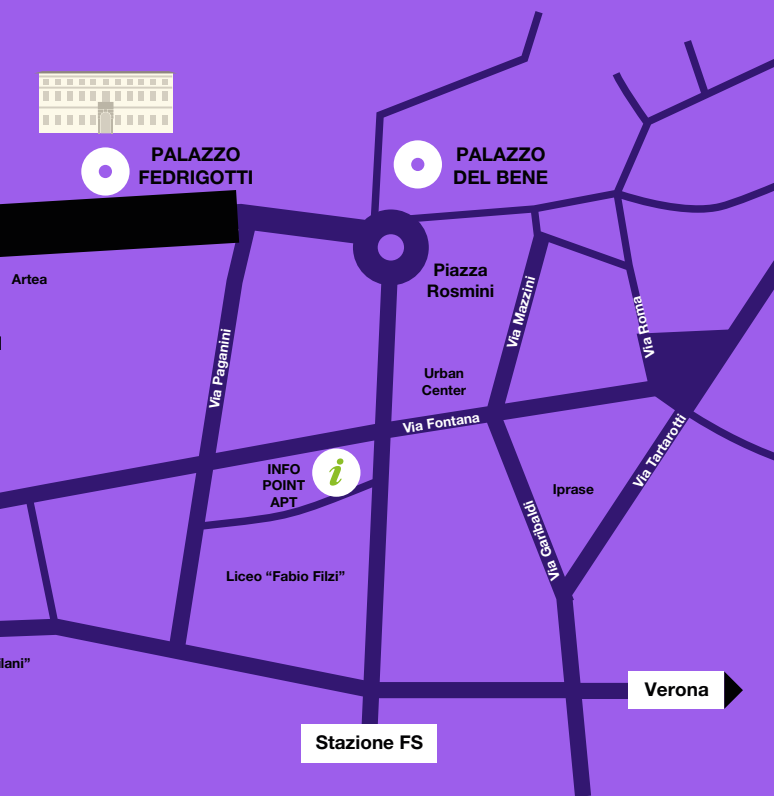 PALAZZO
FEDRIGOTTI
PALAZZO
DEL BENE
Artea
Piazza
Rosmini
Via Mazzini
Via Roma
Via Paganini
Urban
Center
Via Fontana
Via Tartarotti
INFO
POINT
APT
i
Iprase
Via Garibaldi
Liceo “Fabio Filzi”
ilani”
Verona
Stazione FS